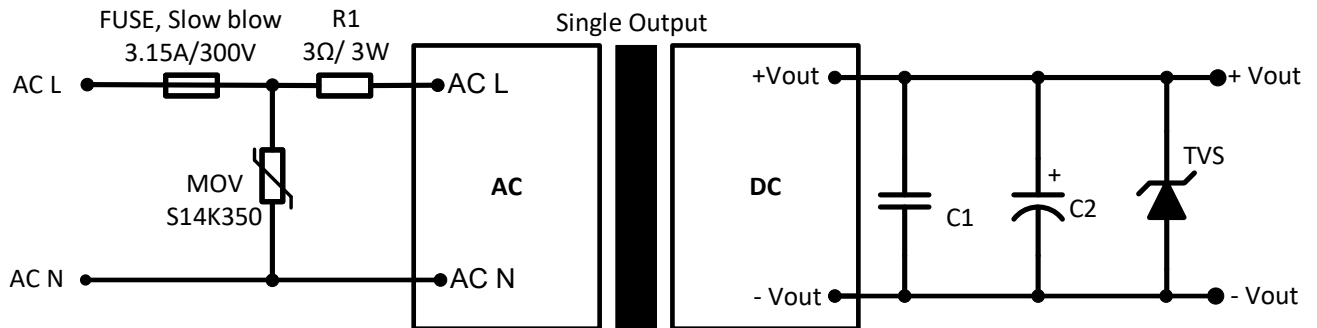 FUSE, Slow blow
3.15A/300V
R1
3Ω/ 3W
Single Output
AC L
AC L
+Vout
+ Vout
MOV
S14K350
AC
DC
C1
+
C2
TVS
AC N
AC N
- Vout
- Vout